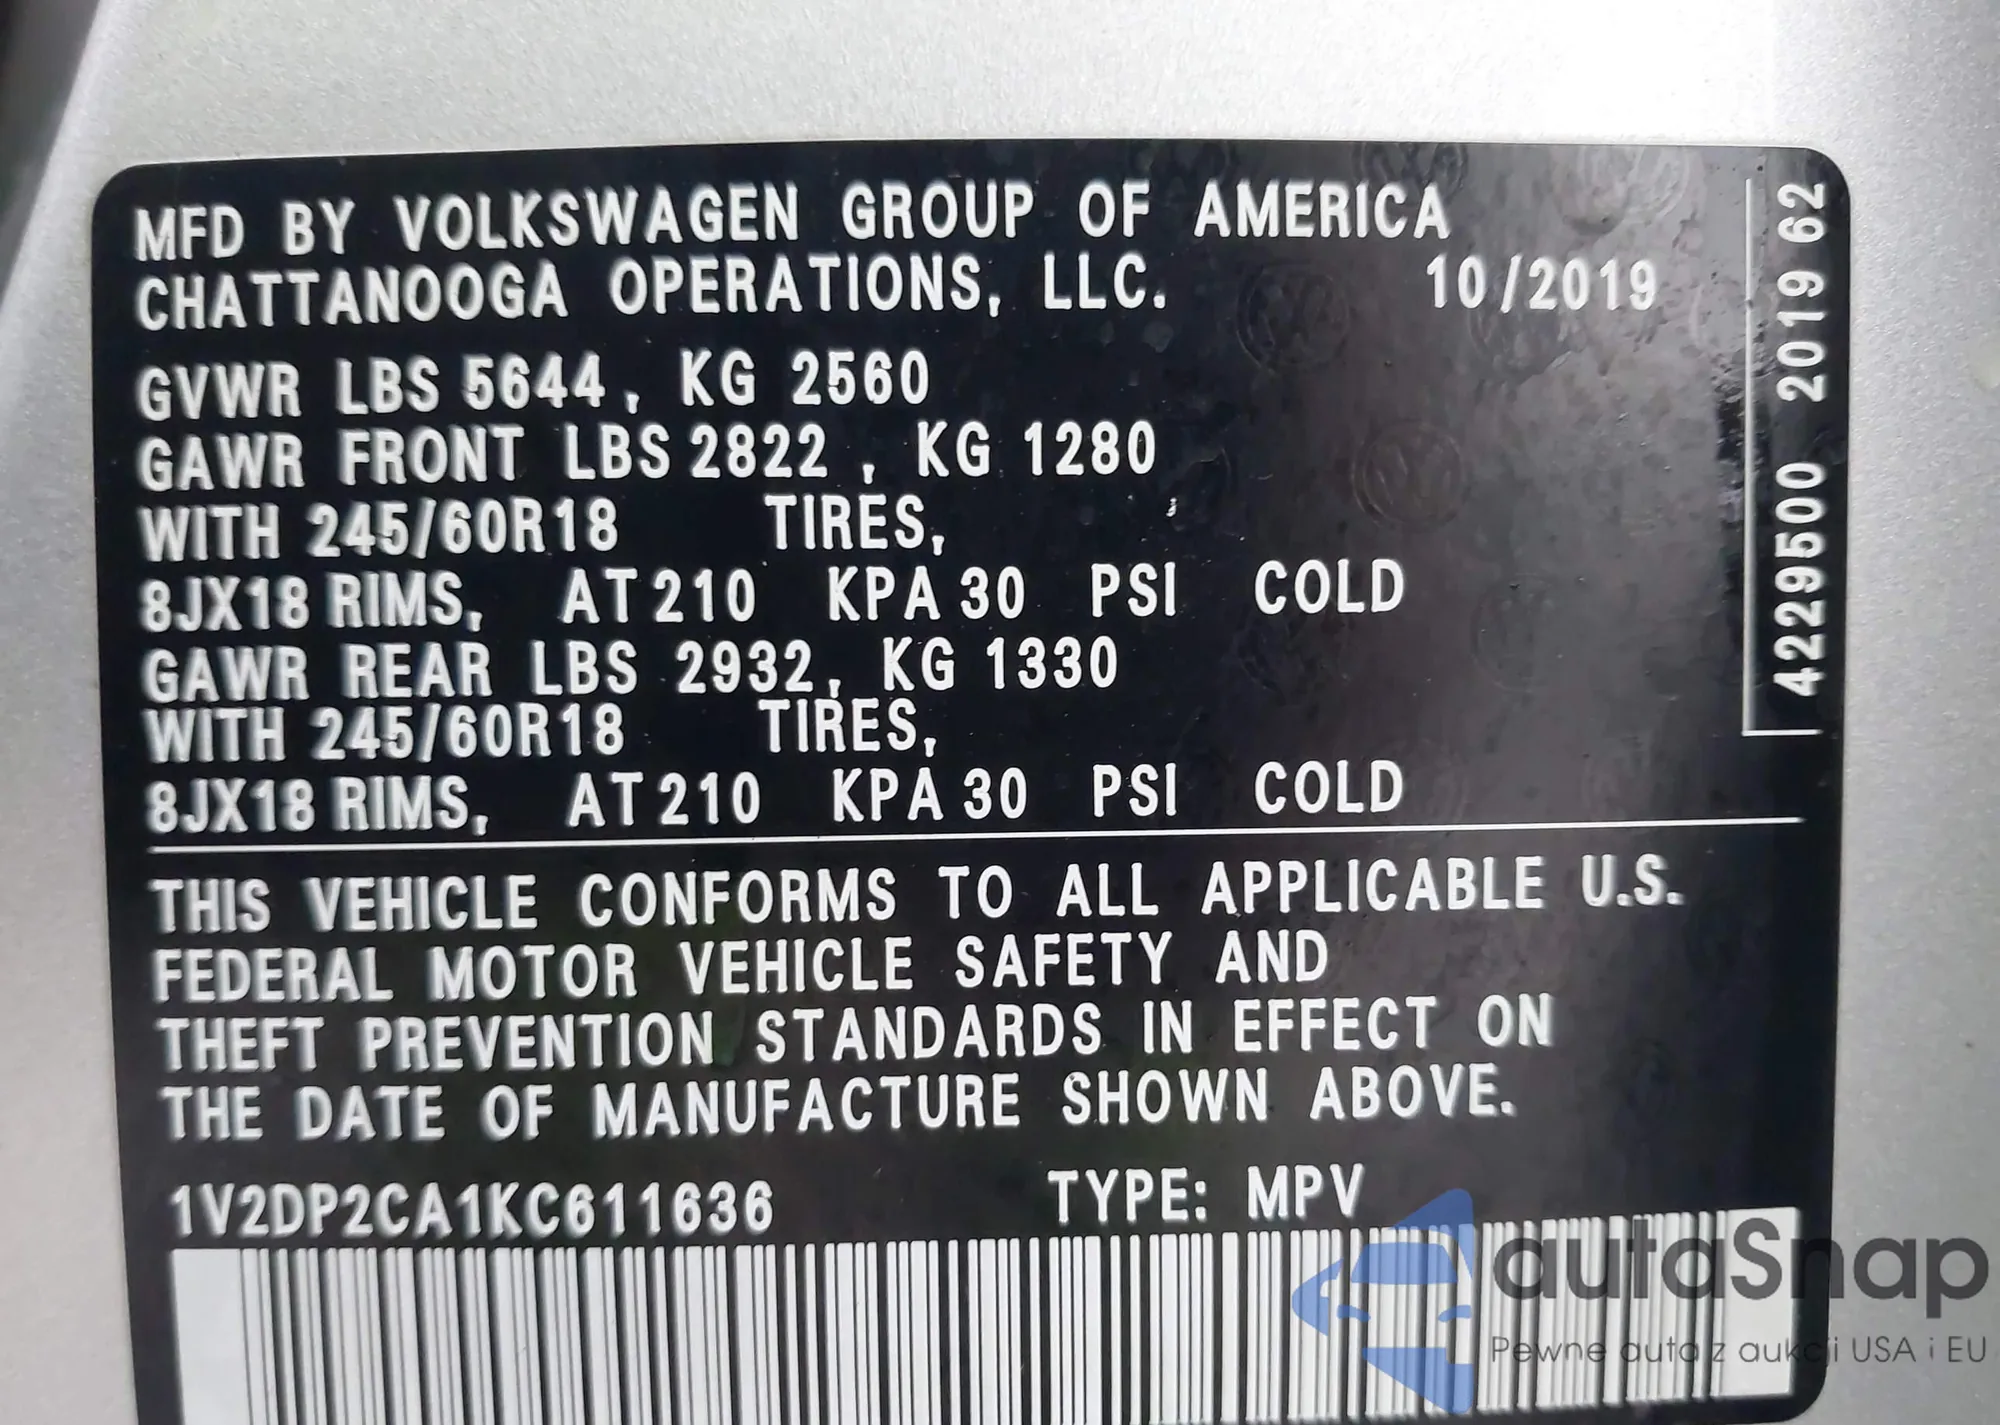 MFD BY VOLKSWAGEN GROUP OF AMERICA
CHATTANOOGA OPERATIONS, LLC. 10/2019
GVWR LBS 5644, KG 2560
GAWR FRONT LBS 2822, KG 1280
WITH 245/60R18 TIRES,
8JX18 RIMS, AT 210 KPA 30 PSI COLD
GAWR REAR LBS 2932, KG 1330
WITH 245/60R18 TIRES,
8JX18 RIMS, AT 210 KPA 30 PSI COLD
4229500 2019 62
THIS VEHICLE CONFORMS TO ALL APPLICABLE U.S.
FEDERAL MOTOR VEHICLE SAFETY AND
THEFT PREVENTION STANDARDS IN EFFECT ON
THE DATE OF MANUFACTURE SHOWN ABOVE.
1V2DP2CA1KC611636 TYPE: MPV
autaSnap
Pewne auta z aukcji USA i EU